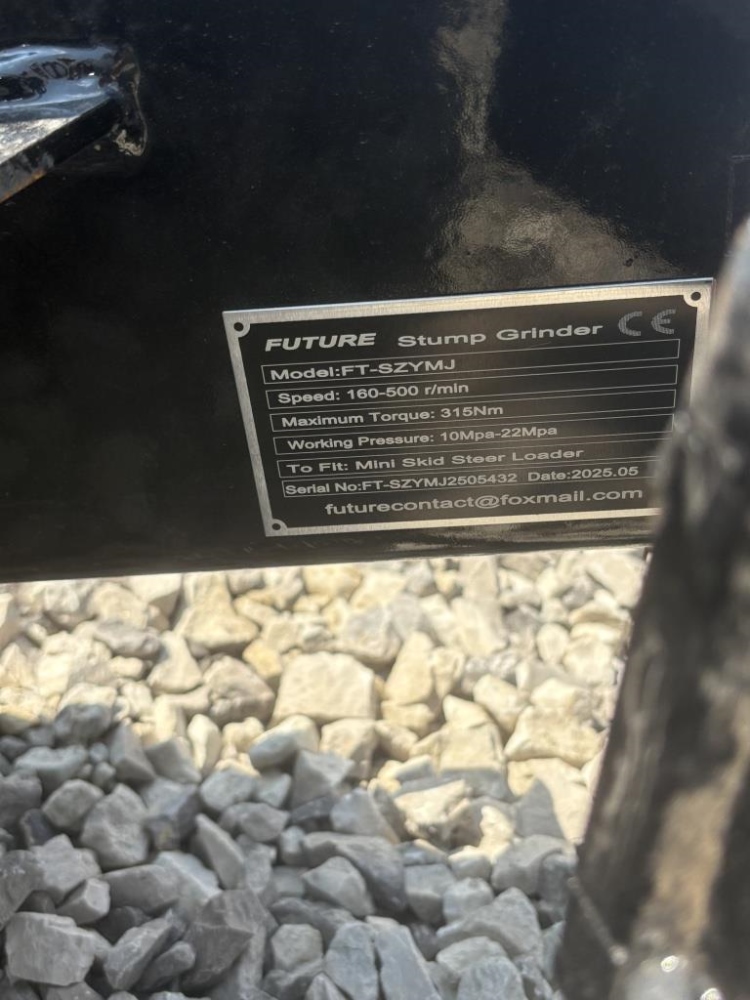 FUTURE Stump Grinder CE
Model:FT-SZYMJ
Speed: 160-500 r/min
Maximum Torque: 315Nm
Working Pressure: 10Mpa-22Mpa
To Fit: Mini Skid Steer Loader
Serial No:FT-SZYMJ2505432 Date:2025.05
futurecontact@foxmail.com